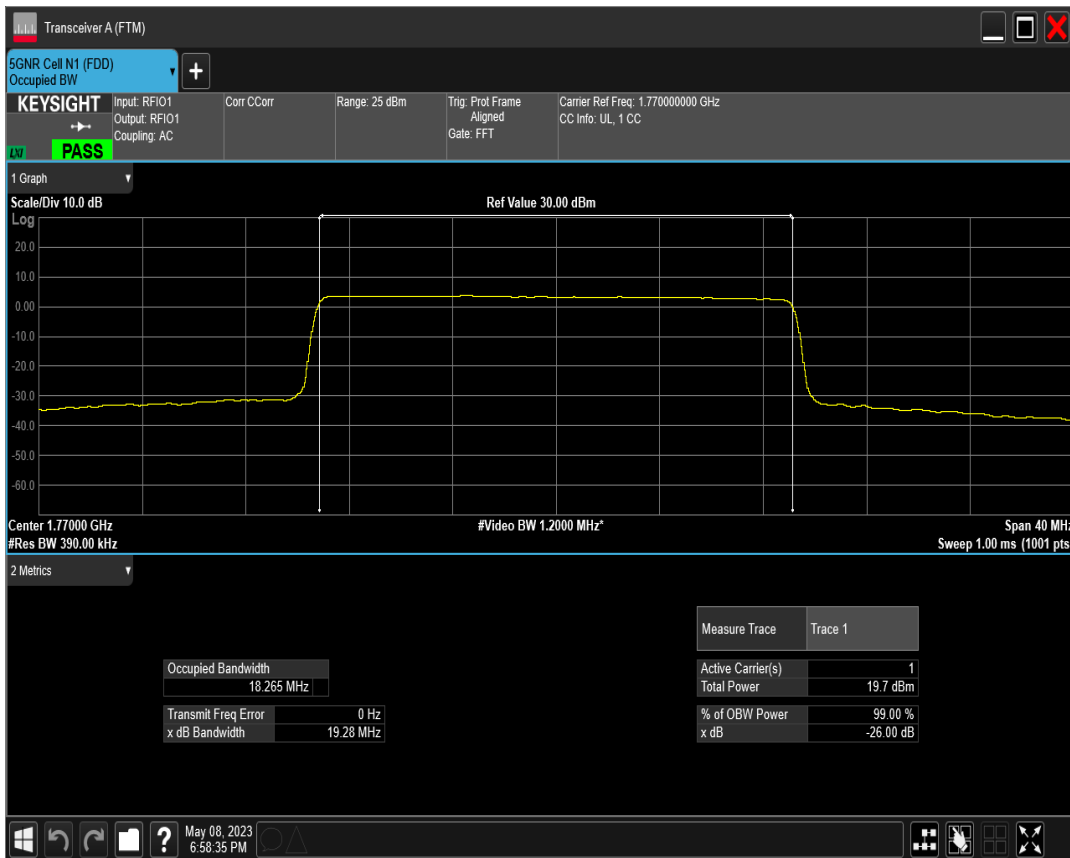 Transceiver A (FTM)
5GNR Cell N1 (FDD)
Occupied BW
+
KEYSIGHT
LXI
PASS
Input: RFIO1
Output: RFIO1
Coupling: AC
Corr CCorr
Range: 25 dBm
Trig: Prot Frame
Aligned
Gate: FFT
Carrier Ref Freq: 1.770000000 GHz
CC Info: UL, 1 CC
1 Graph
Scale/Div 10.0 dB
Ref Value 30.00 dBm
Log
20.0
10.0
0.00
-10.0
-20.0
-30.0
-40.0
-50.0
-60.0
Center 1.77000 GHz
#Video BW 1.2000 MHz*
Span 40 MHz
#Res BW 390.00 kHz
Sweep 1.00 ms (1001 pts
2 Metrics
Measure Trace Trace 1
Occupied Bandwidth
18.265 MHz
Active Carrier(s) 1
Total Power 19.7 dBm
Transmit Freq Error 0 Hz
x dB Bandwidth 19.28 MHz
% of OBW Power 99.00 %
x dB -26.00 dB
?
May 08, 2023
6:58:35 PM